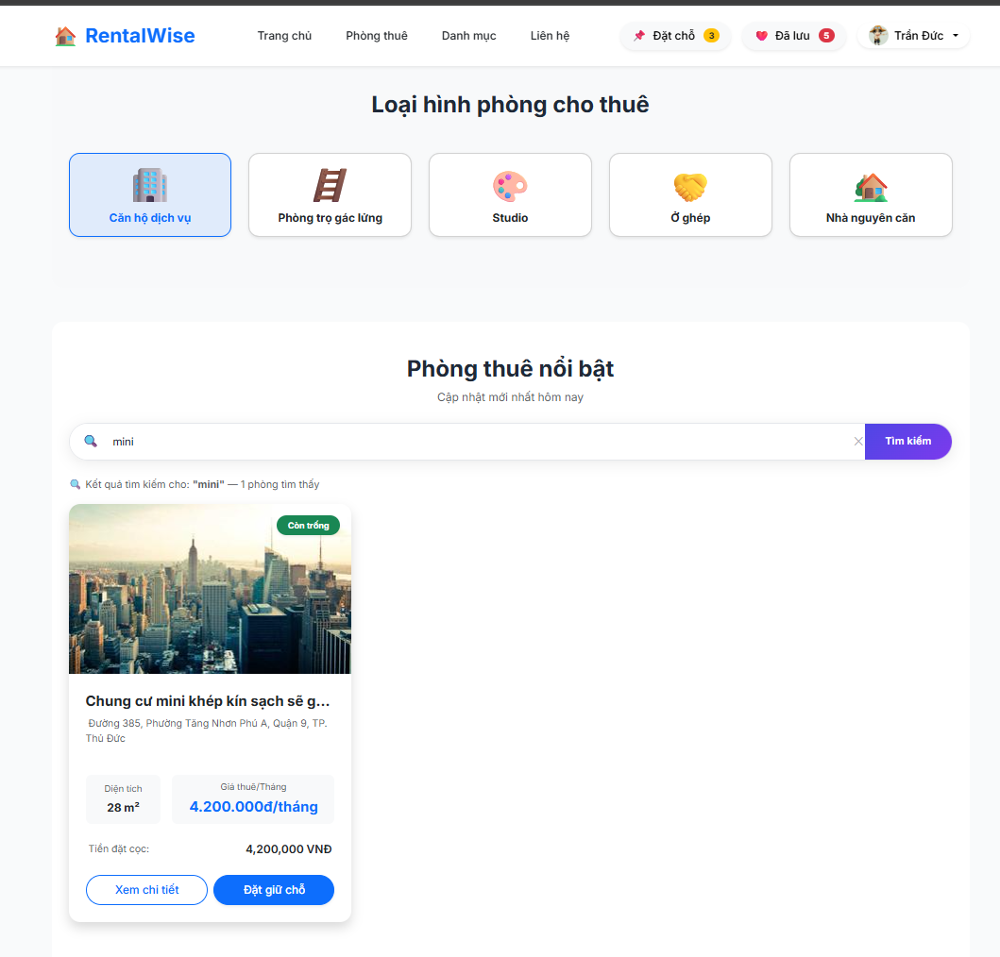 RentalWise
Trang chủ
Phòng thuê
Danh mục
Liên hệ
Đặt chỗ 3
Đã lưu 5
Trần Đức
Loại hình phòng cho thuê
Căn hộ dịch vụ
Phòng trọ gác lửng
Studio
Ở ghép
Nhà nguyên căn
Phòng thuê nổi bật
Cập nhật mới nhất hôm nay
mini
Tìm kiếm
Kết quả tìm kiếm cho: "mini" — 1 phòng tìm thấy
Còn trống
Chung cư mini khép kín sạch sẽ g...
Đường 385, Phường Tăng Nhơn Phú A, Quận 9, TP.
Thủ Đức
Diện tích
28 m²
Giá thuê/Tháng
4.200.000đ/tháng
Tiền đặt cọc:
4,200,000 VNĐ
Xem chi tiết
Đặt giữ chỗ